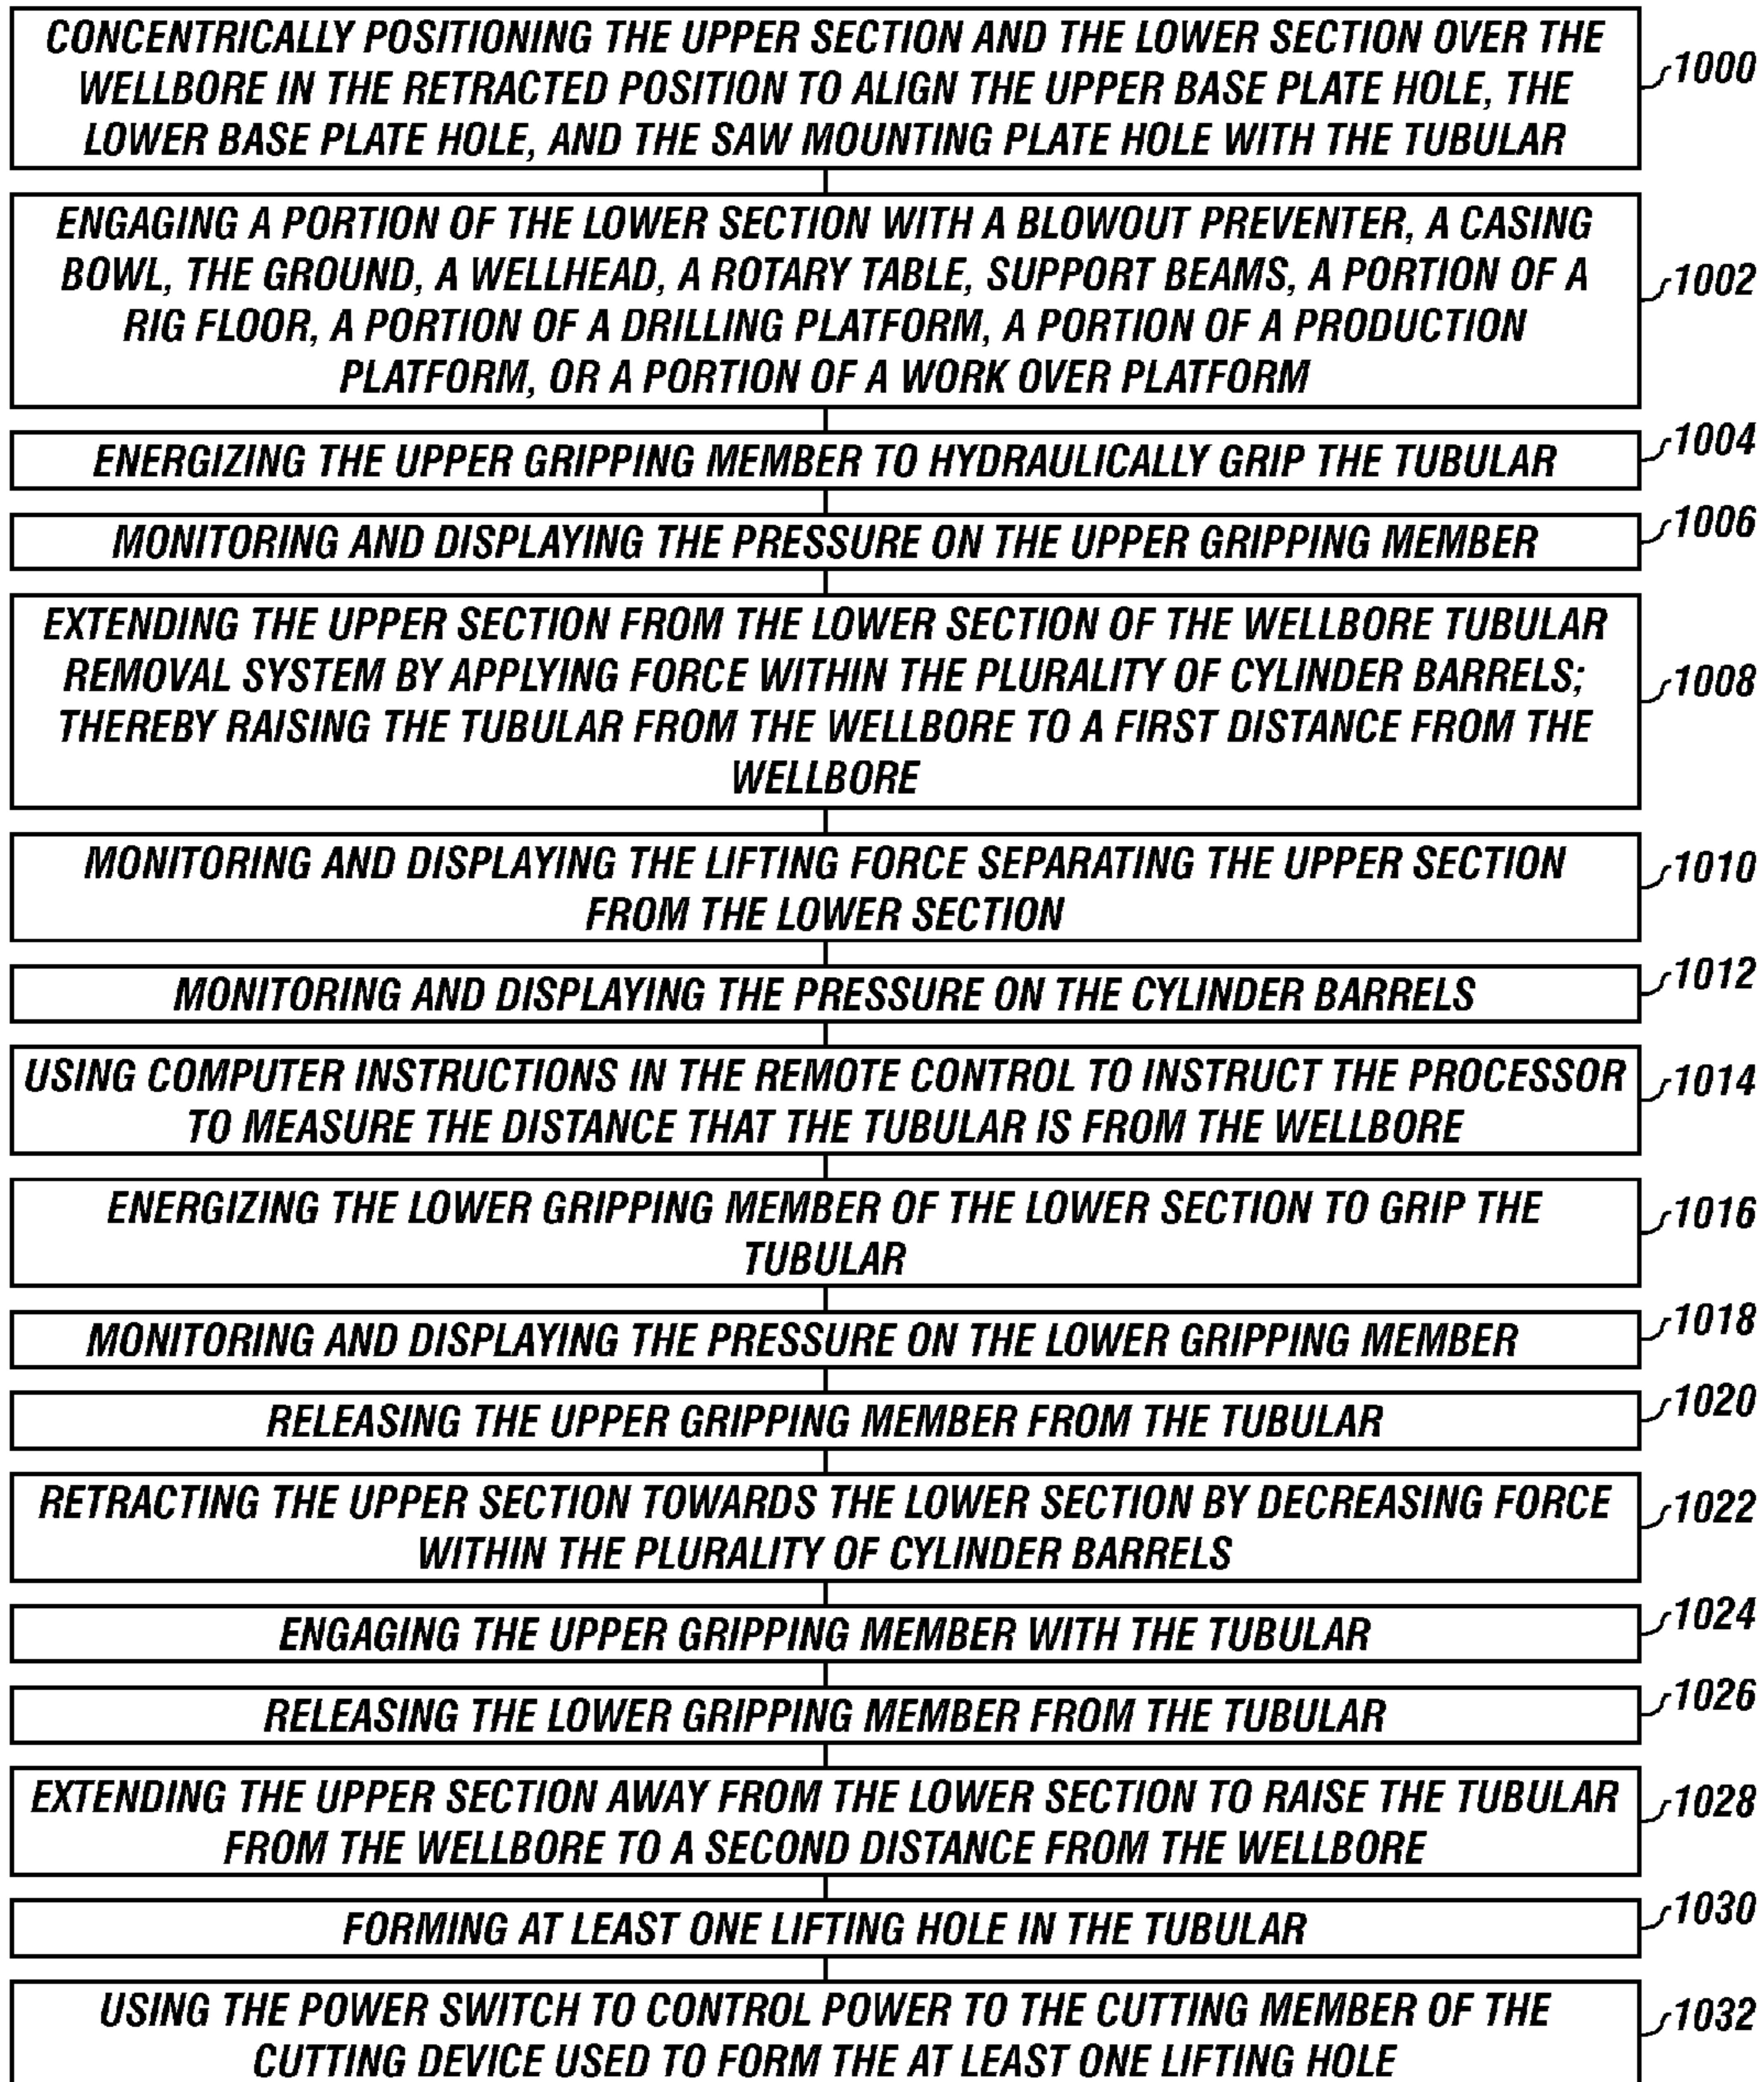 CONCENTRICALLY POSITIONING THE UPPER SECTION AND THE LOWER SECTION OVER THE
WELLBORE IN THE RETRACTED POSITION TO ALIGN THE UPPER BASE PLATE HOLE, THE
LOWER BASE PLATE HOLE, AND THE SAW MOUNTING PLATE HOLE WITH THE TUBULAR
1000
ENGAGING A PORTION OF THE LOWER SECTION WITH A BLOWOUT PREVENTER, A CASING
BOWL, THE GROUND, A WELLHEAD, A ROTARY TABLE, SUPPORT BEAMS, A PORTION OF A
RIG FLOOR, A PORTION OF A DRILLING PLATFORM, A PORTION OF A PRODUCTION
PLATFORM, OR A PORTION OF A WORK OVER PLATFORM
1002
ENERGIZING THE UPPER GRIPPING MEMBER TO HYDRAULICALLY GRIP THE TUBULAR
1004
MONITORING AND DISPLAYING THE PRESSURE ON THE UPPER GRIPPING MEMBER
1006
EXTENDING THE UPPER SECTION FROM THE LOWER SECTION OF THE WELLBORE TUBULAR
REMOVAL SYSTEM BY APPLYING FORCE WITHIN THE PLURALITY OF CYLINDER BARRELS;
THEREBY RAISING THE TUBULAR FROM THE WELLBORE TO A FIRST DISTANCE FROM THE
WELLBORE
1008
MONITORING AND DISPLAYING THE LIFTING FORCE SEPARATING THE UPPER SECTION
FROM THE LOWER SECTION
1010
MONITORING AND DISPLAYING THE PRESSURE ON THE CYLINDER BARRELS
1012
USING COMPUTER INSTRUCTIONS IN THE REMOTE CONTROL TO INSTRUCT THE PROCESSOR
TO MEASURE THE DISTANCE THAT THE TUBULAR IS FROM THE WELLBORE
1014
ENERGIZING THE LOWER GRIPPING MEMBER OF THE LOWER SECTION TO GRIP THE
TUBULAR
1016
MONITORING AND DISPLAYING THE PRESSURE ON THE LOWER GRIPPING MEMBER
1018
RELEASING THE UPPER GRIPPING MEMBER FROM THE TUBULAR
1020
RETRACTING THE UPPER SECTION TOWARDS THE LOWER SECTION BY DECREASING FORCE
WITHIN THE PLURALITY OF CYLINDER BARRELS
1022
ENGAGING THE UPPER GRIPPING MEMBER WITH THE TUBULAR
1024
RELEASING THE LOWER GRIPPING MEMBER FROM THE TUBULAR
1026
EXTENDING THE UPPER SECTION AWAY FROM THE LOWER SECTION TO RAISE THE TUBULAR
FROM THE WELLBORE TO A SECOND DISTANCE FROM THE WELLBORE
1028
FORMING AT LEAST ONE LIFTING HOLE IN THE TUBULAR
1030
USING THE POWER SWITCH TO CONTROL POWER TO THE CUTTING MEMBER OF THE
CUTTING DEVICE USED TO FORM THE AT LEAST ONE LIFTING HOLE
1032